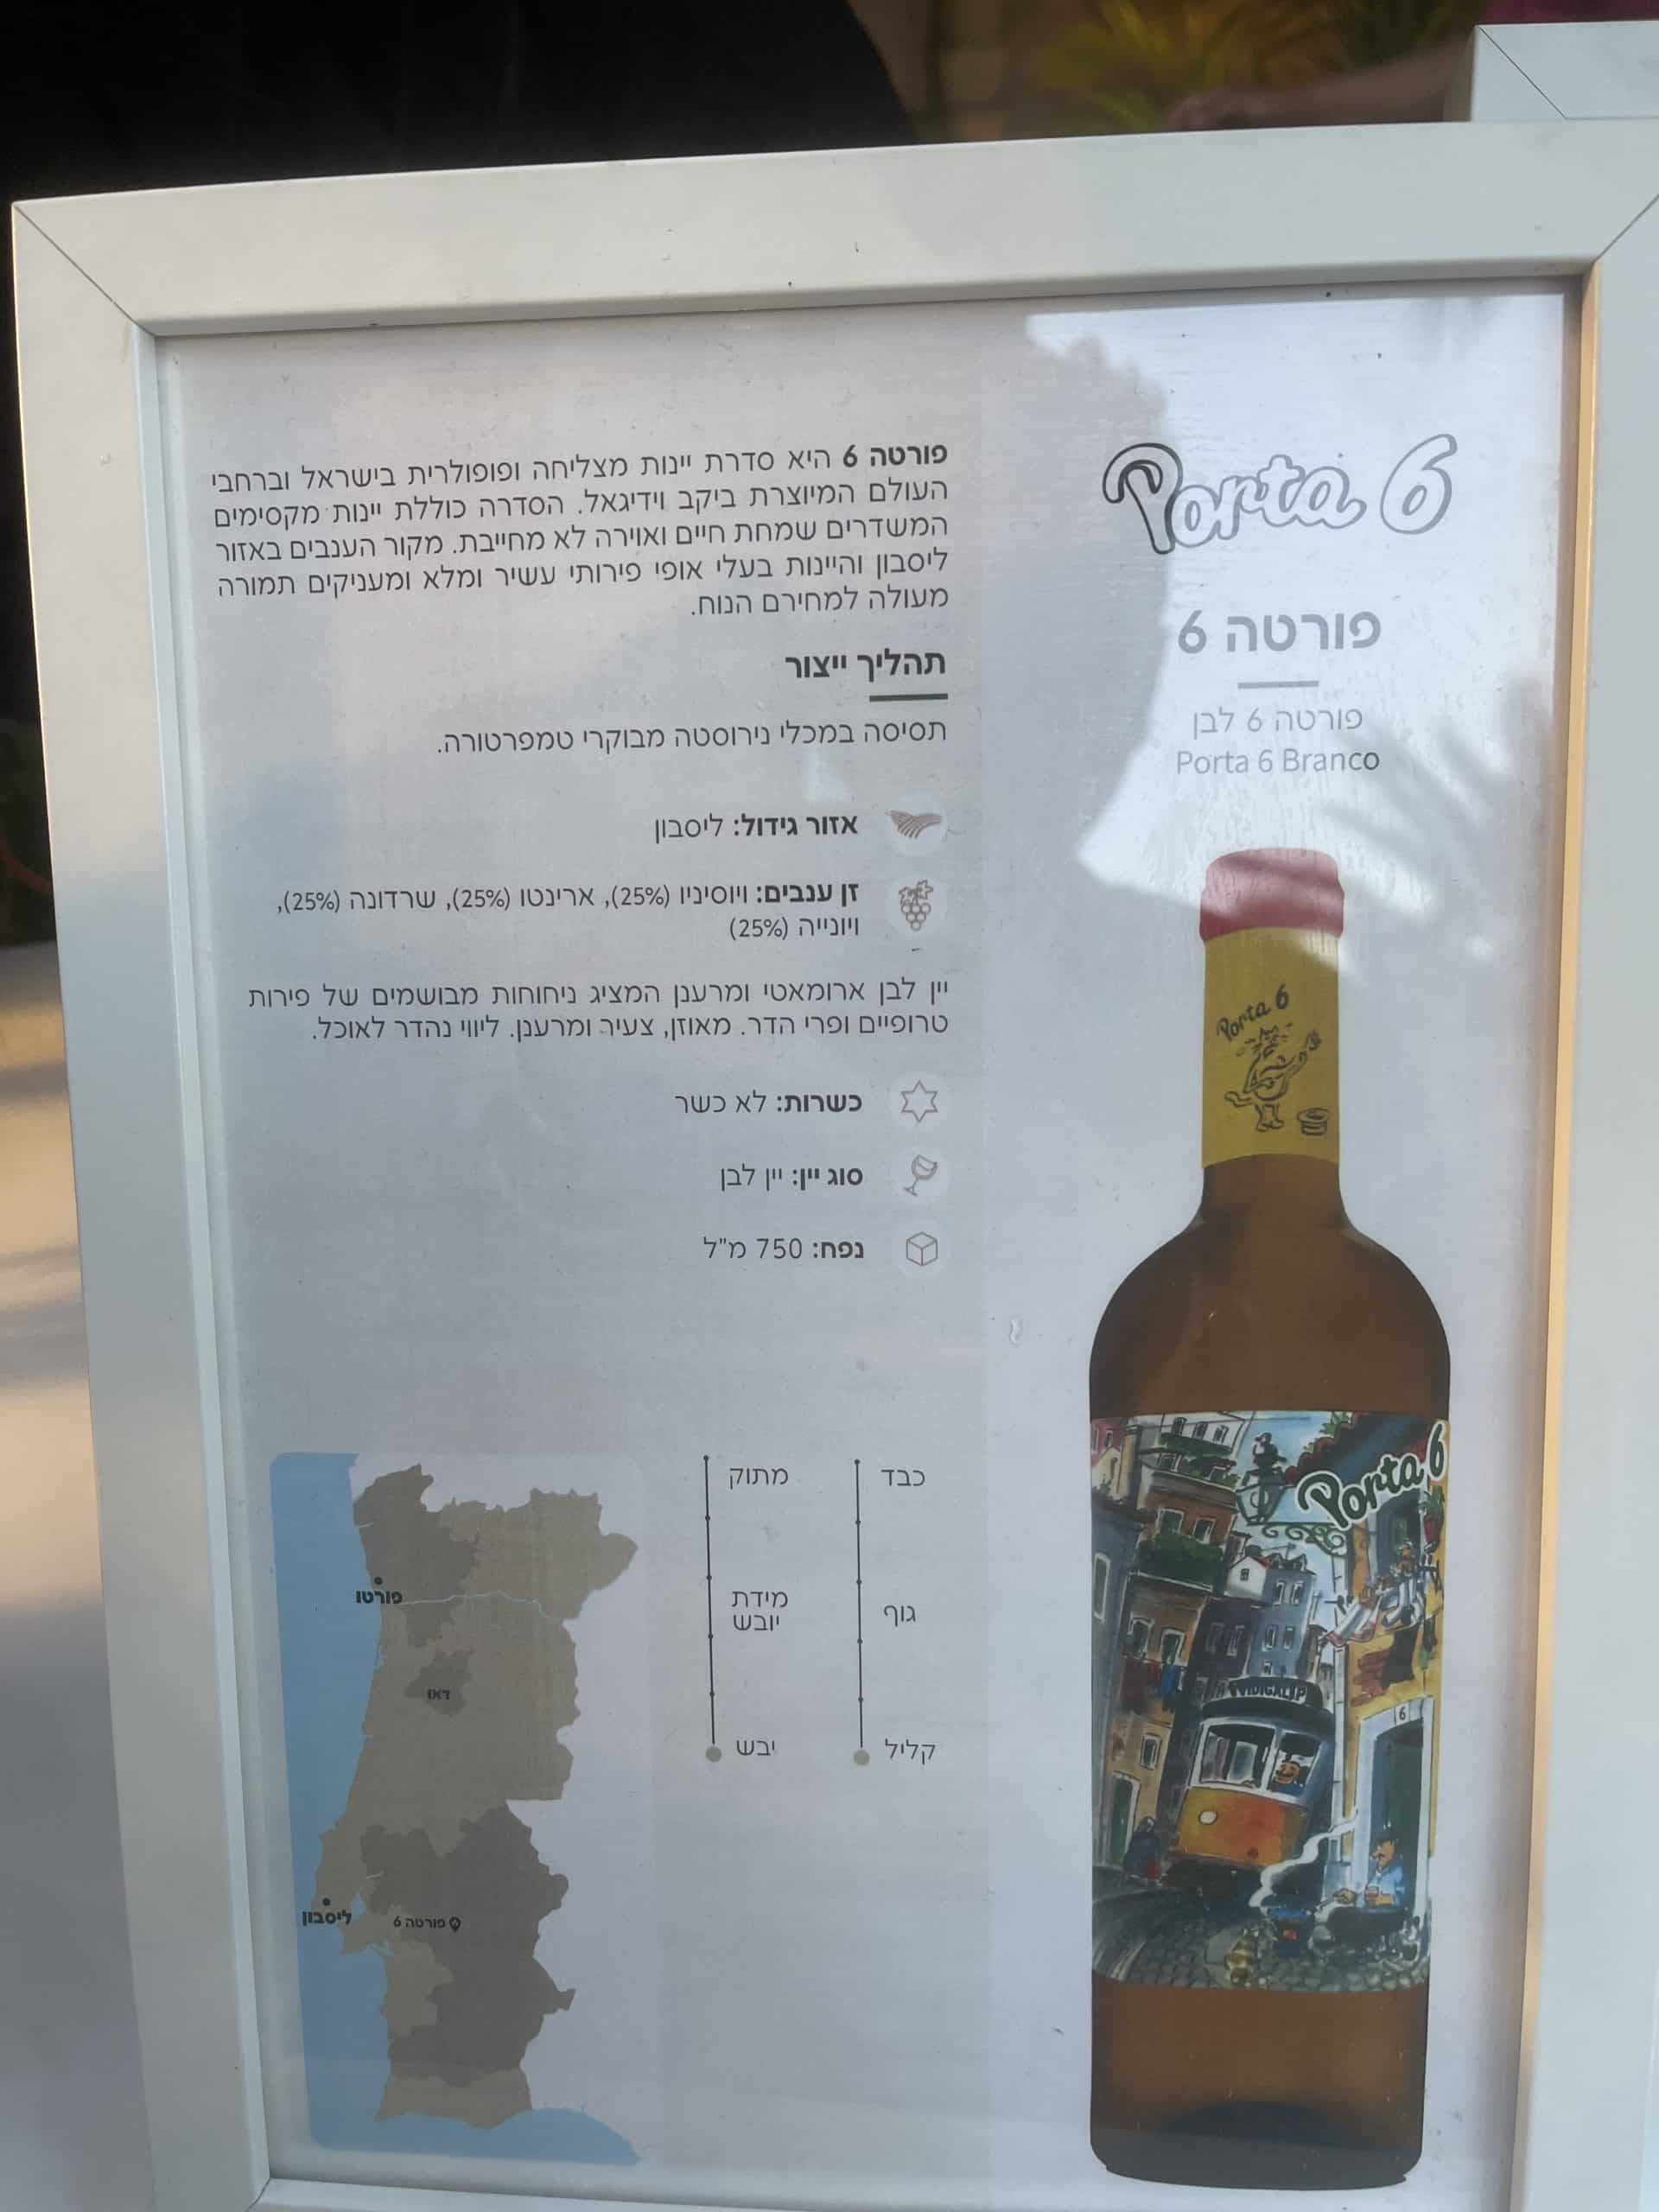 Porta 6
פורטה 6
פורטה 6 לבן
Porta 6 Branco
Porta 6
Porta 6
VIDIGAL
6
פורטה 6 היא סדרת יינות מצליחה ופופולרית בישראל וברחבי
העולם המיוצרת ביקב וידיגאל. הסדרה כוללת יינות מקסימים
המשדרים שמחת חיים ואוירה לא מחייבת. מקור הענבים באזור
ליסבון והיינות בעלי אופי פירותי עשיר ומלא ומעניקים תמורה
מעולה למחירם הנוח.
תהליך ייצור
תסיסה במכלי נירוסטה מבוקרי טמפרטורה.
אזור גידול: ליסבון
זן ענבים: ויוסיניו (25%), ארינטו (25%), שרדונה (25%),
ויונייה (25%)
יין לבן ארומאטי ומרענן המציג ניחוחות מבושמים של פירות
טרופיים ופרי הדר. מאוזן, צעיר ומרענן. ליווי נהדר לאוכל.
כשרות: לא כשר
סוג יין: יין לבן
נפח: 750 מ"ל
כבד
גוף
קליל
מתוק
מידת
יובש
יבש
פורטו
דאו
ליסבון
פורטה 6